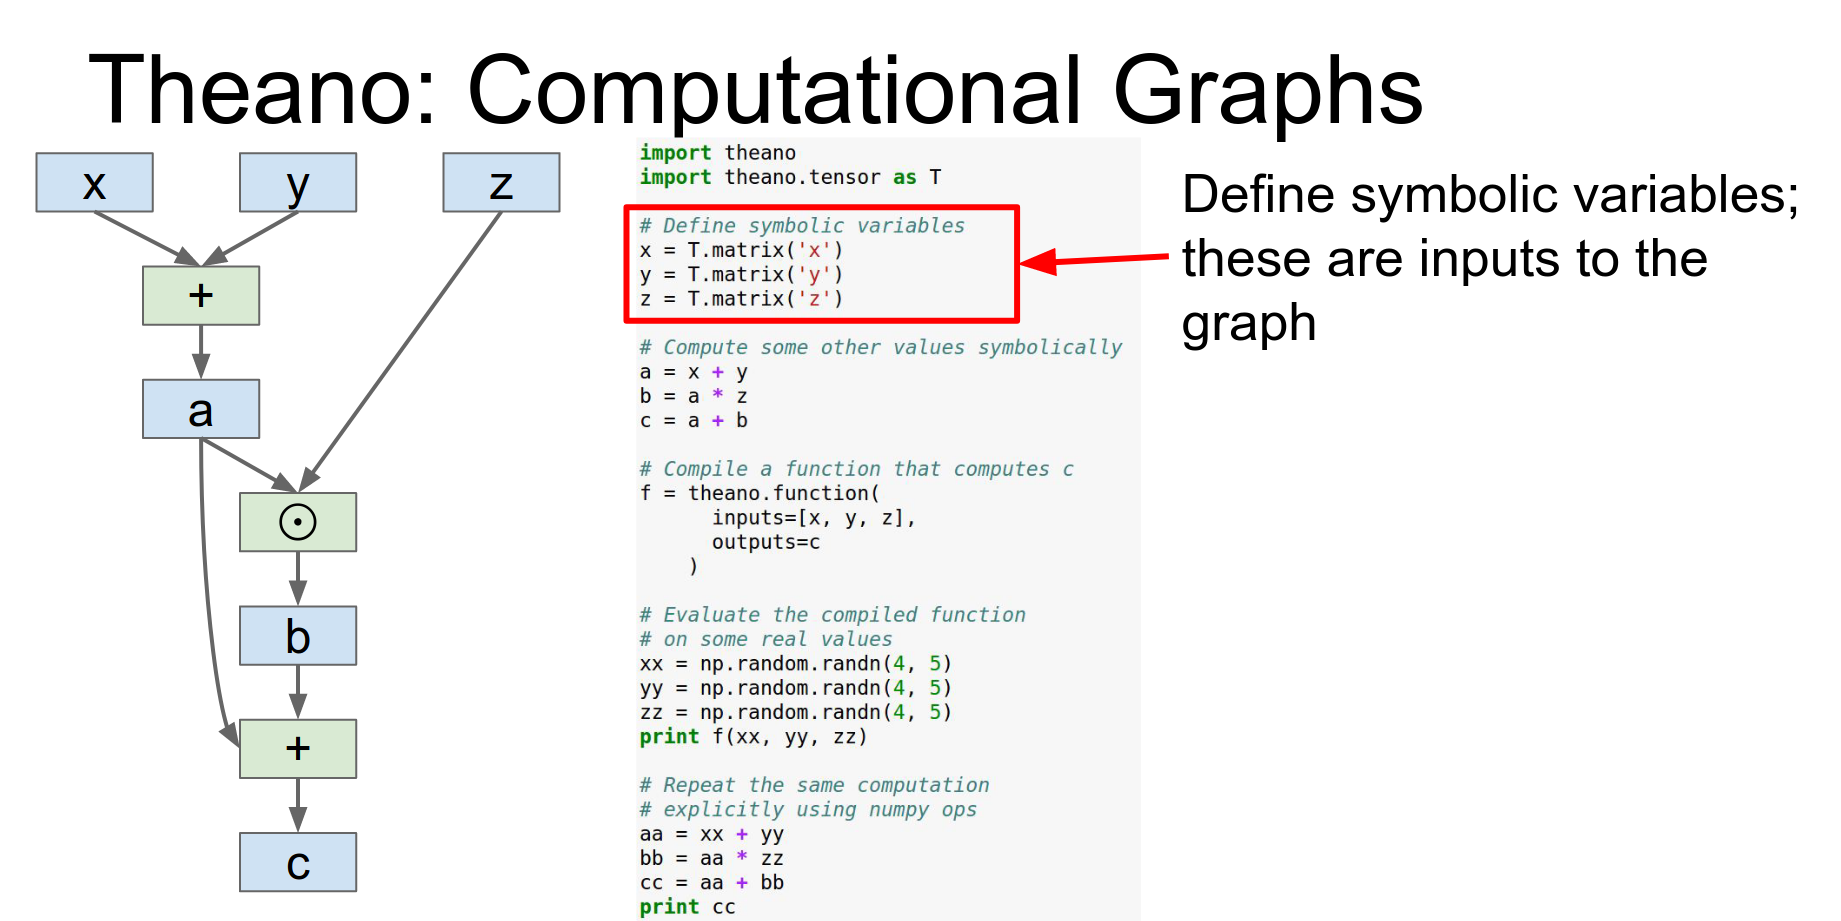 Theano: Computational Graphs
x y z
+
a
⊙
b
+
c
import theano
import theano.tensor as T
# Define symbolic variables
x = T.matrix('x')
y = T.matrix('y')
z = T.matrix('z')
# Compute some other values symbolically
a = x + y
b = a * z
c = a + b
# Compile a function that computes c
f = theano.function(
inputs=[x, y, z],
outputs=c
)
# Evaluate the compiled function
# on some real values
xx = np.random.randn(4, 5)
yy = np.random.randn(4, 5)
zz = np.random.randn(4, 5)
print f(xx, yy, zz)
# Repeat the same computation
# explicitly using numpy ops
aa = xx + yy
bb = aa * zz
cc = aa + bb
print cc
Define symbolic variables;
these are inputs to the
graph